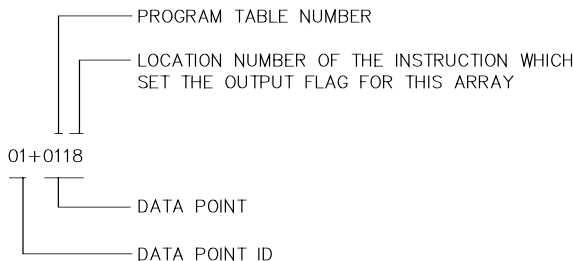 PROGRAM TABLE NUMBER
LOCATION NUMBER OF THE INSTRUCTION WHICH
SET THE OUTPUT FLAG FOR THIS ARRAY
01+0118
DATA POINT
DATA POINT ID